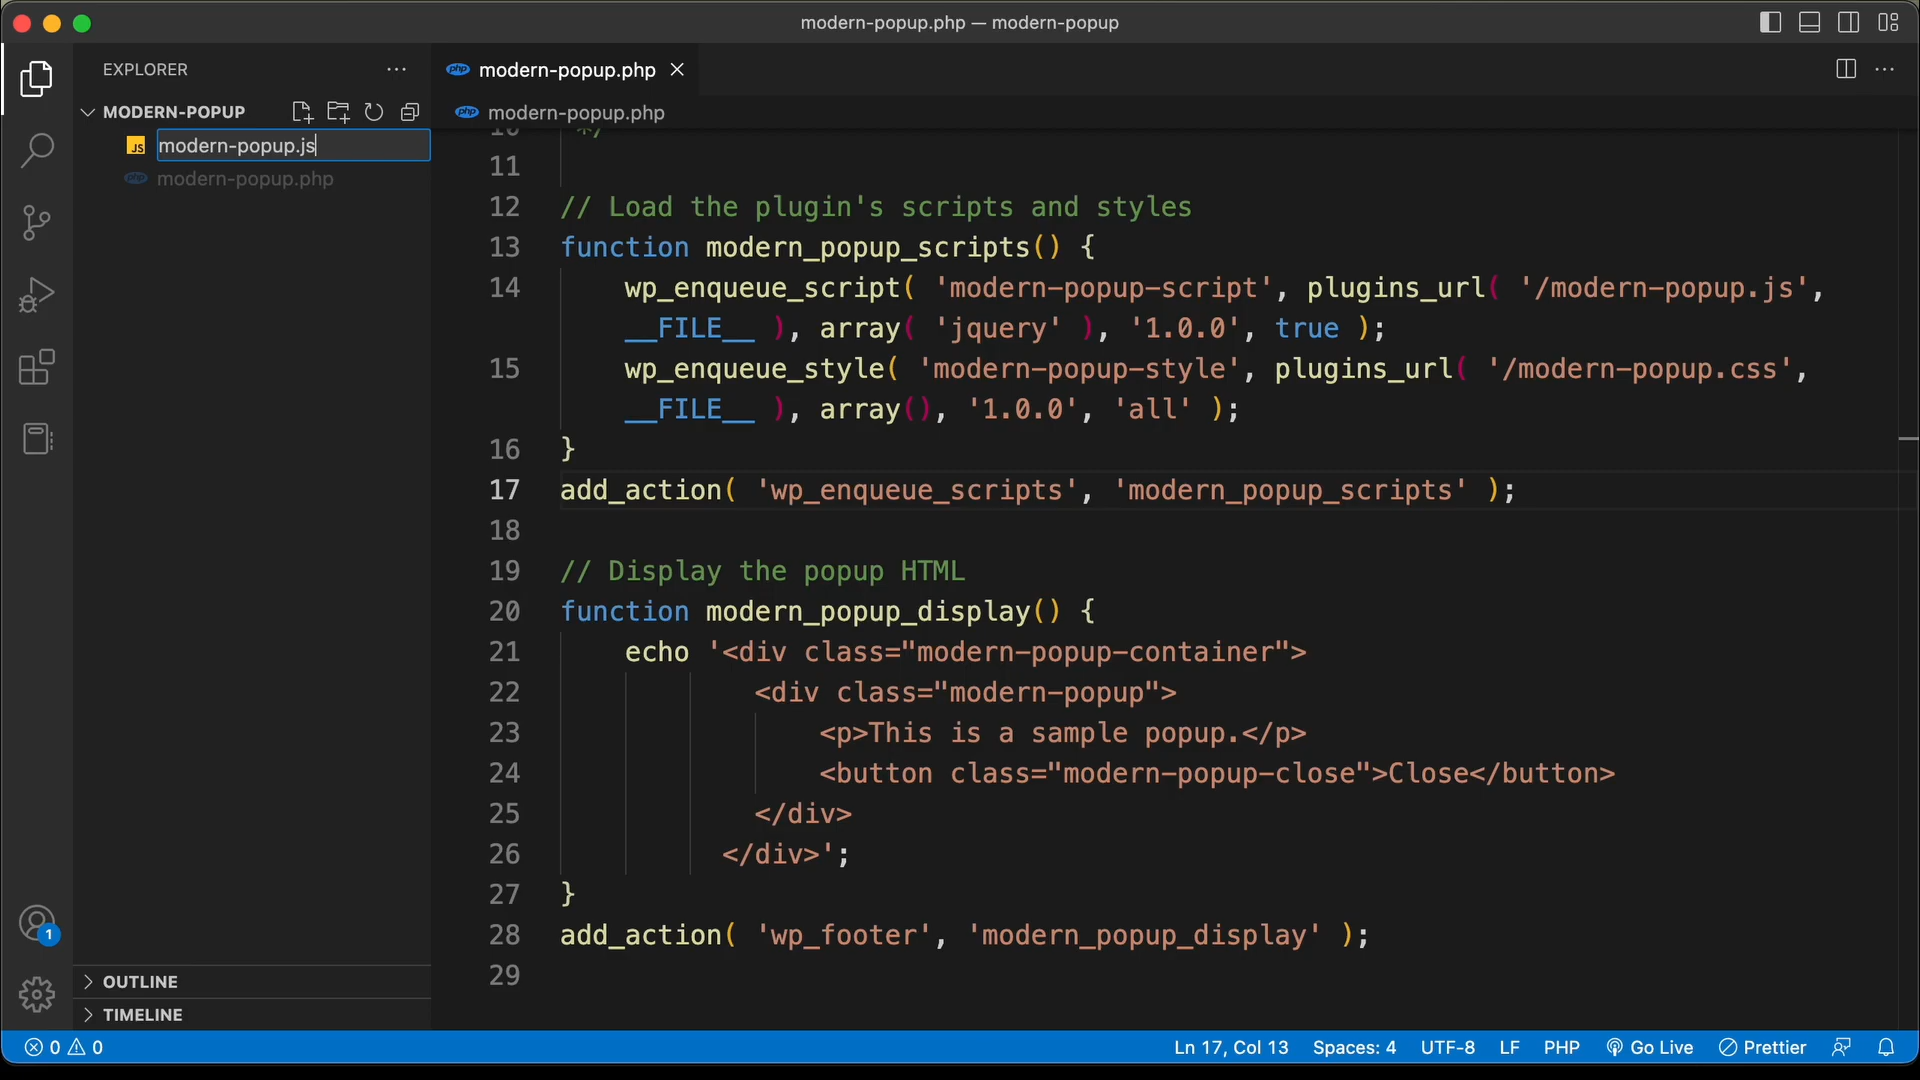 modern-popup.php — modern-popup
EXPLORER
MODERN-POPUP
JS modern-popup.js
modern-popup.php
OUTLINE
TIMELINE
php modern-popup.php
php modern-popup.php
10 */
11
12 // Load the plugin's scripts and styles
13 function modern_popup_scripts() {
14 wp_enqueue_script( 'modern-popup-script', plugins_url( '/modern-popup.js',
__FILE__ ), array( 'jquery' ), '1.0.0', true );
15 wp_enqueue_style( 'modern-popup-style', plugins_url( '/modern-popup.css',
__FILE__ ), array(), '1.0.0', 'all' );
16 }
17 add_action( 'wp_enqueue_scripts', 'modern_popup_scripts' );
18
19 // Display the popup HTML
20 function modern_popup_display() {
21 echo '<div class="modern-popup-container">
22 <div class="modern-popup">
23 <p>This is a sample popup.</p>
24 <button class="modern-popup-close">Close</button>
25 </div>
26 </div>';
27 }
28 add_action( 'wp_footer', 'modern_popup_display' );
29
1
0 0 Ln 17, Col 13 Spaces: 4 UTF-8 LF PHP Go Live Prettier